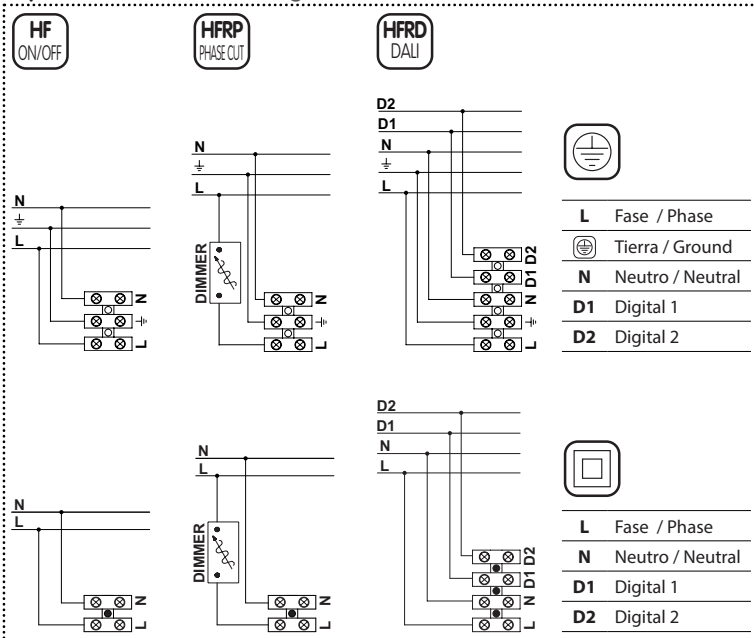 HF
ON/OFF
HFRP
PHASE CUT
HFRD
DALI
N
L
N
L
N
L
DIMMER
N
L
D2
D1
N
L
D2
D1
N
L
L Fase / Phase
Tierra / Ground
N Neutro / Neutral
D1 Digital 1
D2 Digital 2
N
L
N
L
N
L
DIMMER
N
L
D2
D1
N
L
D2
D1
N
L
L Fase / Phase
N Neutro / Neutral
D1 Digital 1
D2 Digital 2